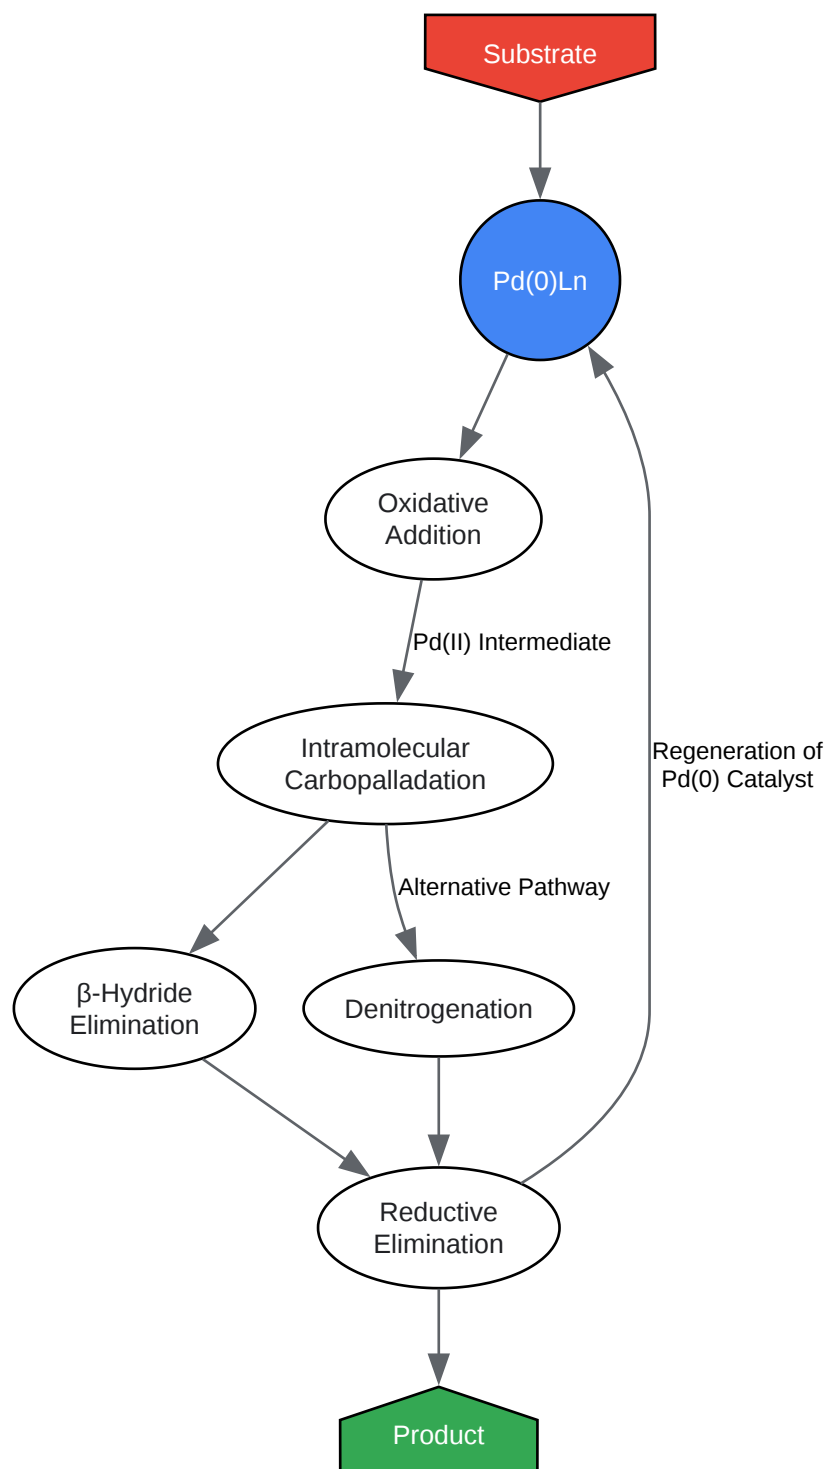 Substrate
Pd(0)Ln
Oxidative
Addition
Pd(II) Intermediate
Intramolecular
Carbopalladation
Regeneration of
Pd(0) Catalyst
Alternative Pathway
β-Hydride
Elimination
Denitrogenation
Reductive
Elimination
Product